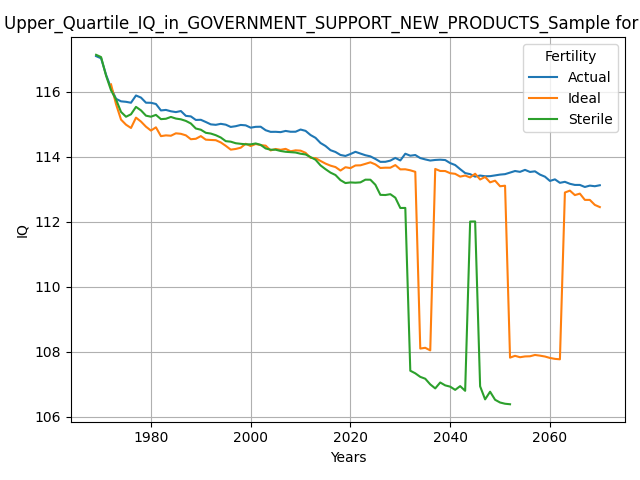 Upper_Quartile_IQ_in_GOVERNMENT_SUPPORT_NEW_PRODUCTS_Sample for
Fertility
Actual
Ideal
Sterile
116
114
112
110
108
106
IQ
1980
2000
2020
2040
2060
Years